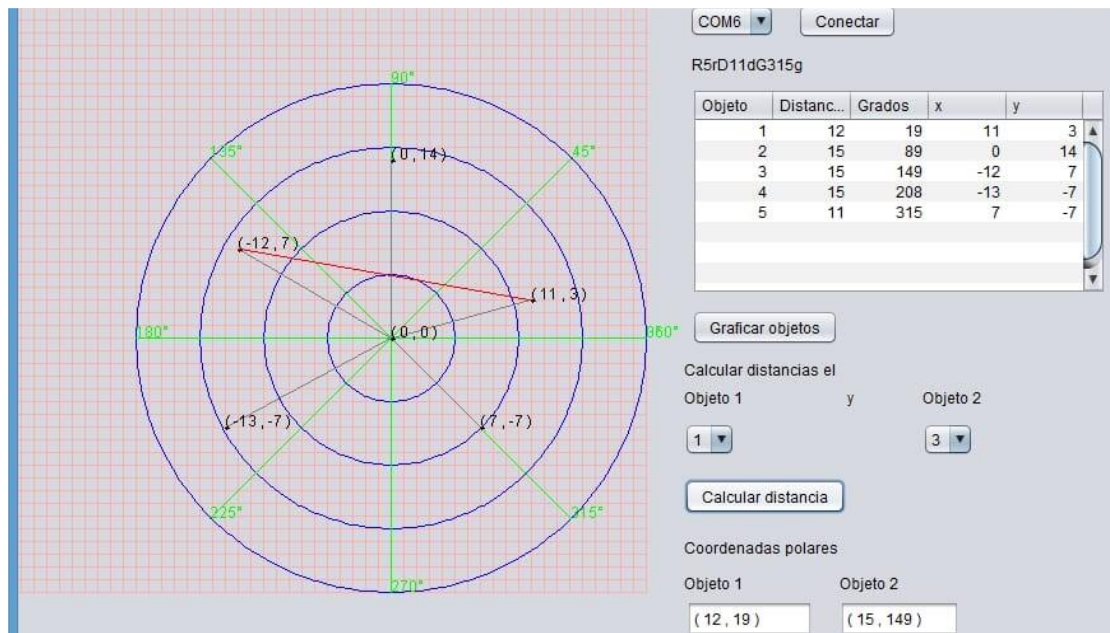 90°
135°
45°
(0,14)
(-12,7)
(11,3)
180°
(0,0)
360°
(-13,-7)
(7,-7)
225°
315°
270°
COM6
Conectar
R5rD11dG315g
Objeto Distanc... Grados x y
1 12 19 11 3
2 15 89 0 14
3 15 149 -12 7
4 15 208 -13 -7
5 11 315 7 -7
Graficar objetos
Calcular distancias el
Objeto 1 y Objeto 2
1 3
Calcular distancia
Coordenadas polares
Objeto 1 Objeto 2
( 12 , 19 ) ( 15 , 149 )